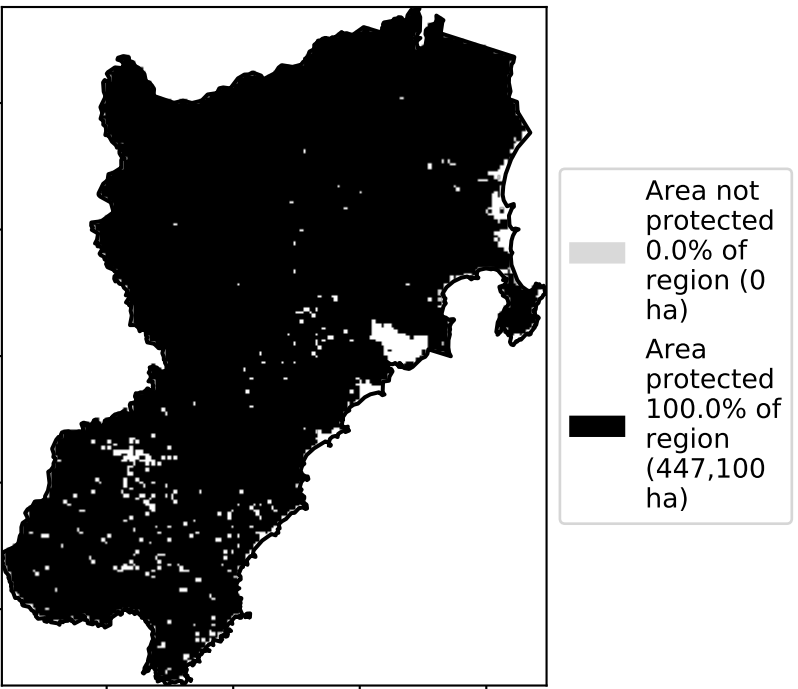 Area not
protected
0.0% of
region (0
ha)
Area
protected
100.0% of
region
(447,100
ha)